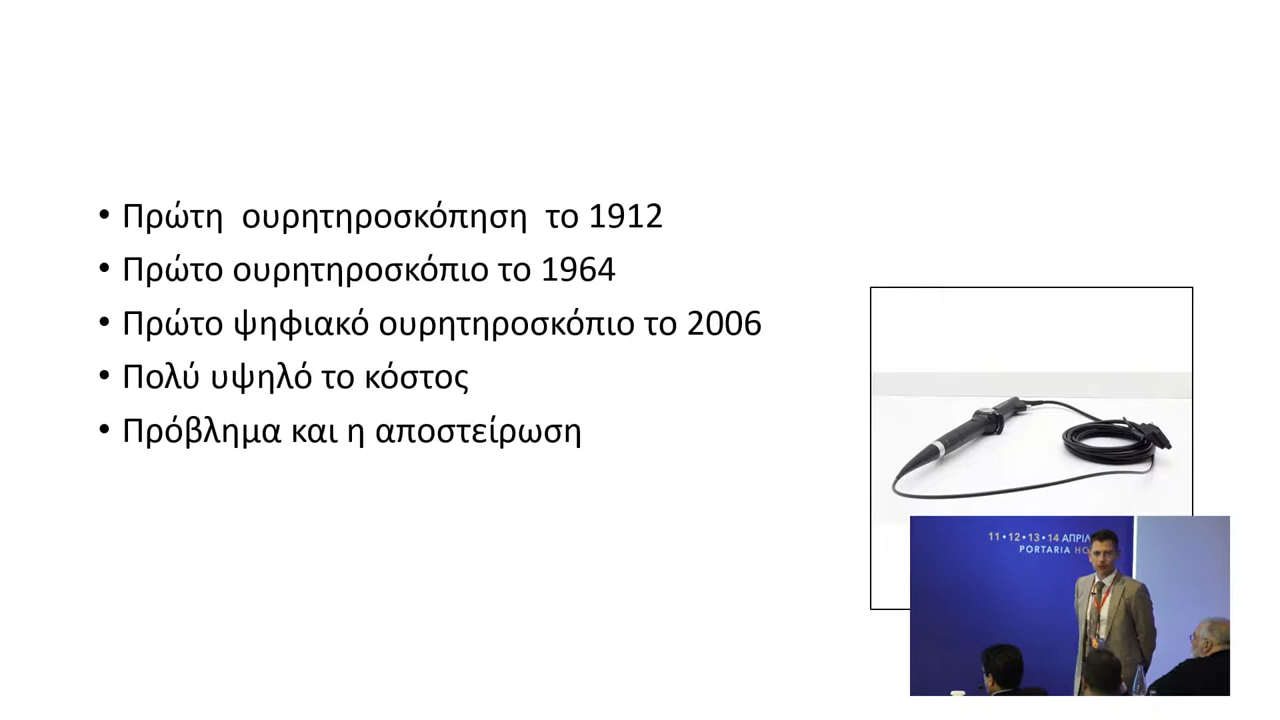 • Πρώτη ουρητηροσκόπηση το 1912
• Πρώτο ουρητηροσκόπιο το 1964
• Πρώτο ψηφιακό ουρητηροσκόπιο το 2006
• Πολύ υψηλό το κόστος
• Πρόβλημα και η αποστείρωση
11•12•13•14 ΑΠΡΙΛ
PORTARIA HO